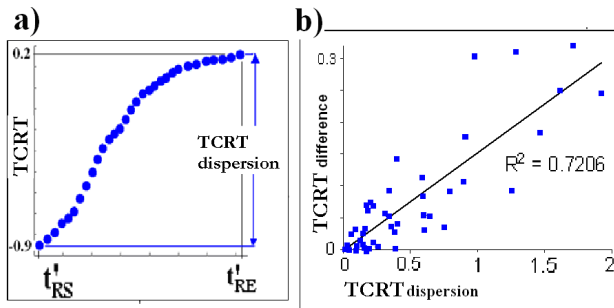 a)
0.2
TCRT
TCRT
dispersion
-0.9
t'RS
t'RE
b)
0.3
TCRT difference
R² = 0.7206
0
0
0.5
1
1.5
2
TCRT dispersion